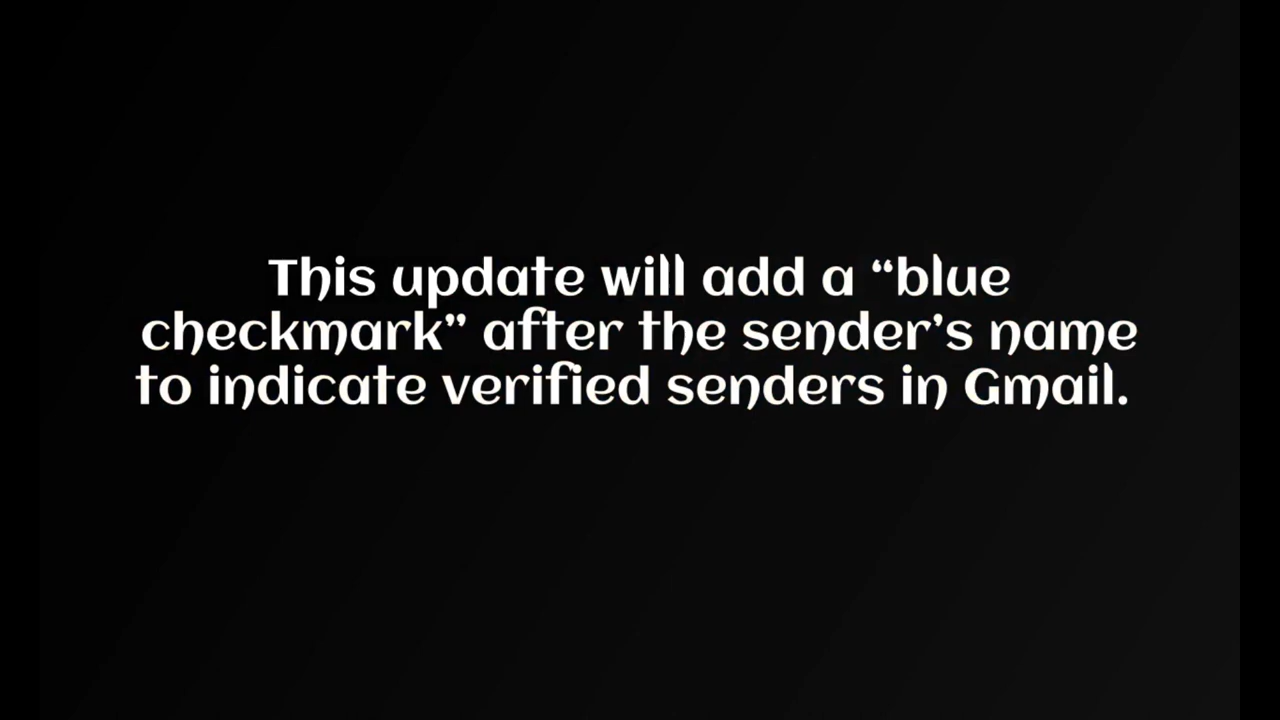 This update will add a “blue
checkmark” after the sender’s name
to indicate verified senders in Gmail.